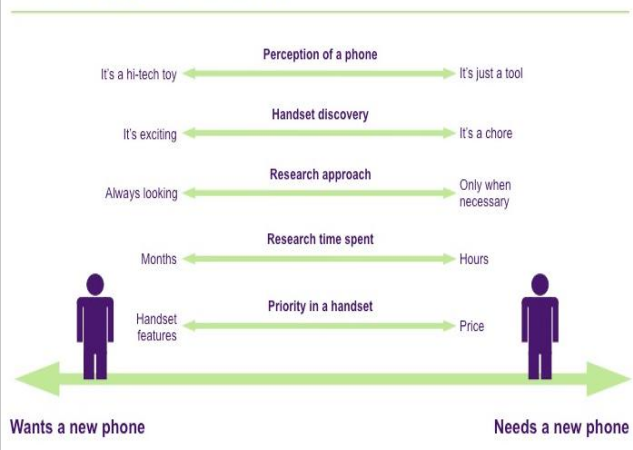 Perception of a phone
It's a hi-tech toy
It's just a tool
Handset discovery
It's exciting
It's a chore
Research approach
Always looking
Only when
necessary
Research time spent
Months
Hours
Priority in a handset
Handset
features
Price
Wants a new phone
Needs a new phone